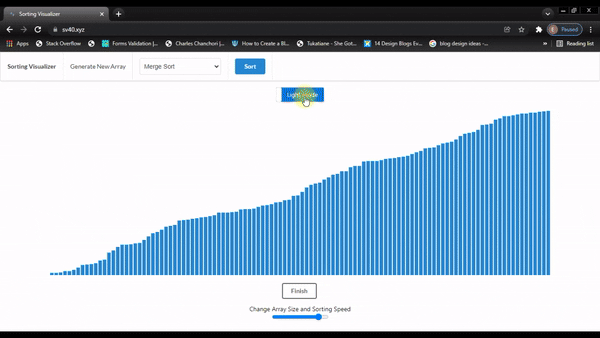 Sorting Visualizer
sv40.xyz
Paused
Apps
Stack Overflow
Forms Validation |...
Charles Chanchori |...
How to Create a Bl...
Tukatiane - She Got...
14 Design Blogs Ev...
blog design ideas -...
Reading list
Sorting Visualizer
Generate New Array
Merge Sort
Sort
Light Mode
Finish
Change Array Size and Sorting Speed